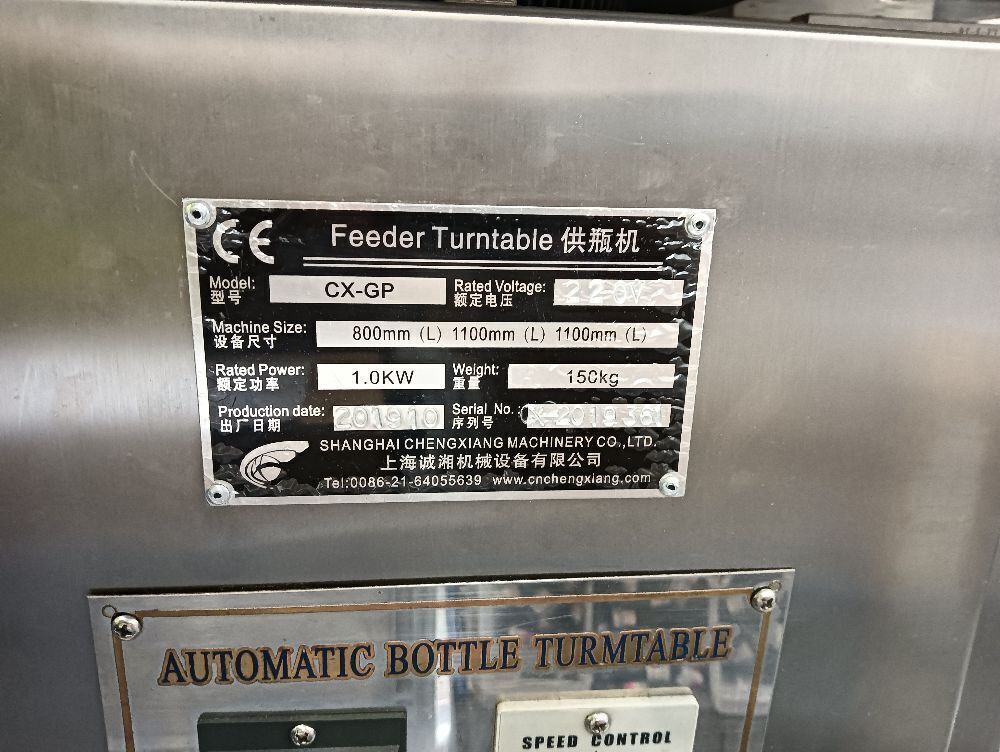 CE Feeder Turntable 供瓶机
Model: CX-GP Rated Voltage: 220V
型号 额定电压
Machine Size: 800mm (L) 1100mm (L) 1100mm (L)
设备尺寸
Rated Power: 1.0KW Weight: 150kg
额定功率 重量
Production date: 201910 Serial No.:
出厂日期 序列号
SHANGHAI CHENGXIANG MACHINERY CO.,LTD.
上海诚湘机械设备有限公司
Tel:0086-21-64055639 www.cnchengxiang.com
AUTOMATIC BOTTLE TURMTABLE
SPEED CONTROL